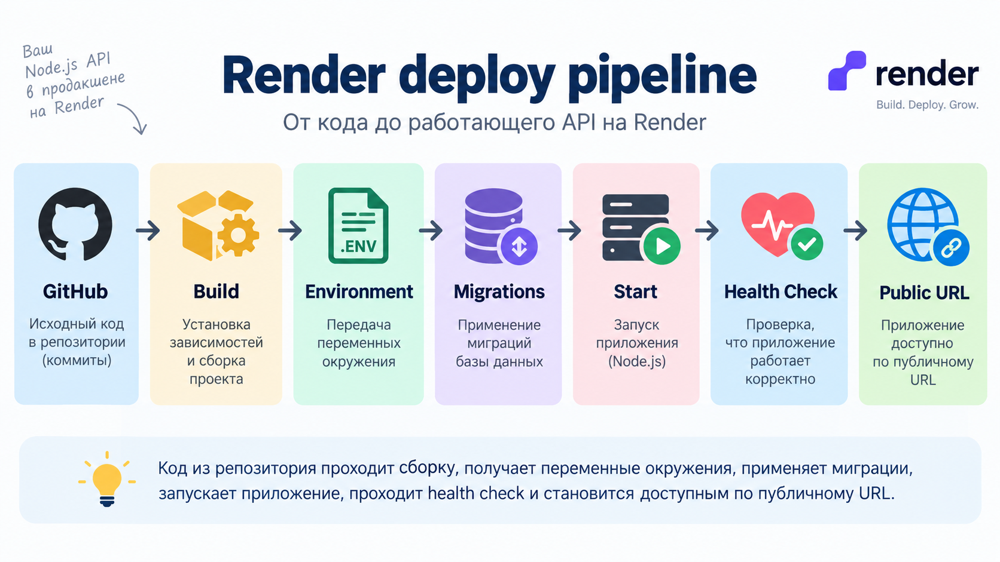 Ваш
Node.js API
в продакшене
на Render
Render deploy pipeline
От кода до работающего API на Render
render
Build. Deploy. Grow.
.ENV
GitHub
Исходный код
в репозитории
(коммиты)
Build
Установка
зависимостей
и сборка
проекта
Environment
Передача
переменных
окружения
Migrations
Применение
миграций
базы данных
Start
Запуск
приложения
(Node.js)
Health Check
Проверка,
что приложение
работает
корректно
Public URL
Приложение
доступно
по публичному
URL
Код из репозитория проходит сборку, получает переменные окружения, применяет миграции,
запускает приложение, проходит health check и становится доступным по публичному URL.